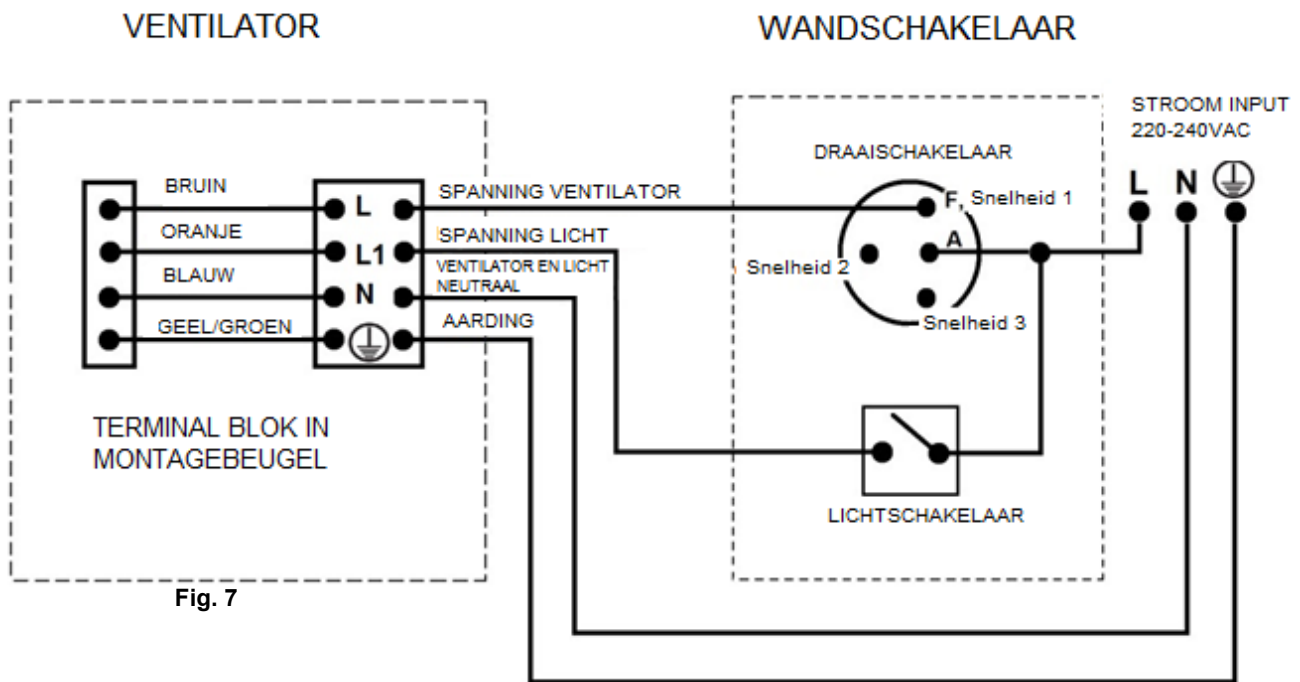 VENTILATOR
WANDSCHAKELAAR
STROOM INPUT
220-240VAC
DRAAISCHAKELAAR
BRUIN
L
SPANNING VENTILATOR
F, Snelheid 1
L N
ORANJE
L1
SPANNING LICHT
A
Snelheid 2
BLAUW
N
VENTILATOR EN LICHT
NEUTRAAL
GEEL/GROEN
AARDING
Snelheid 3
TERMINAL BLOK IN
MONTAGEBEUGEL
LICHTSCHAKELAAR
Fig. 7